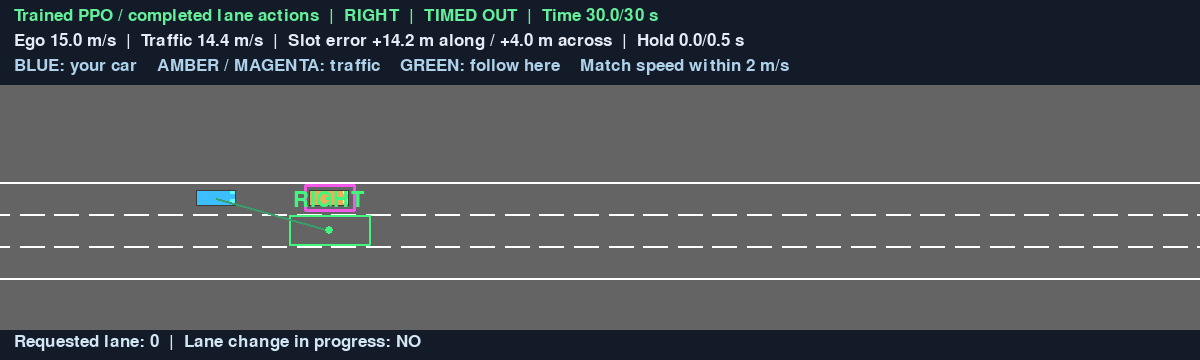 Trained PPO / completed lane actions | RIGHT | TIMED OUT | Time 30.0/30 s
Ego 15.0 m/s | Traffic 14.4 m/s | Slot error +14.2 m along / +4.0 m across | Hold 0.0/0.5 s
BLUE: your car AMBER / MAGENTA: traffic GREEN: follow here Match speed within 2 m/s
RIGHT
Requested lane: 0 | Lane change in progress: NO